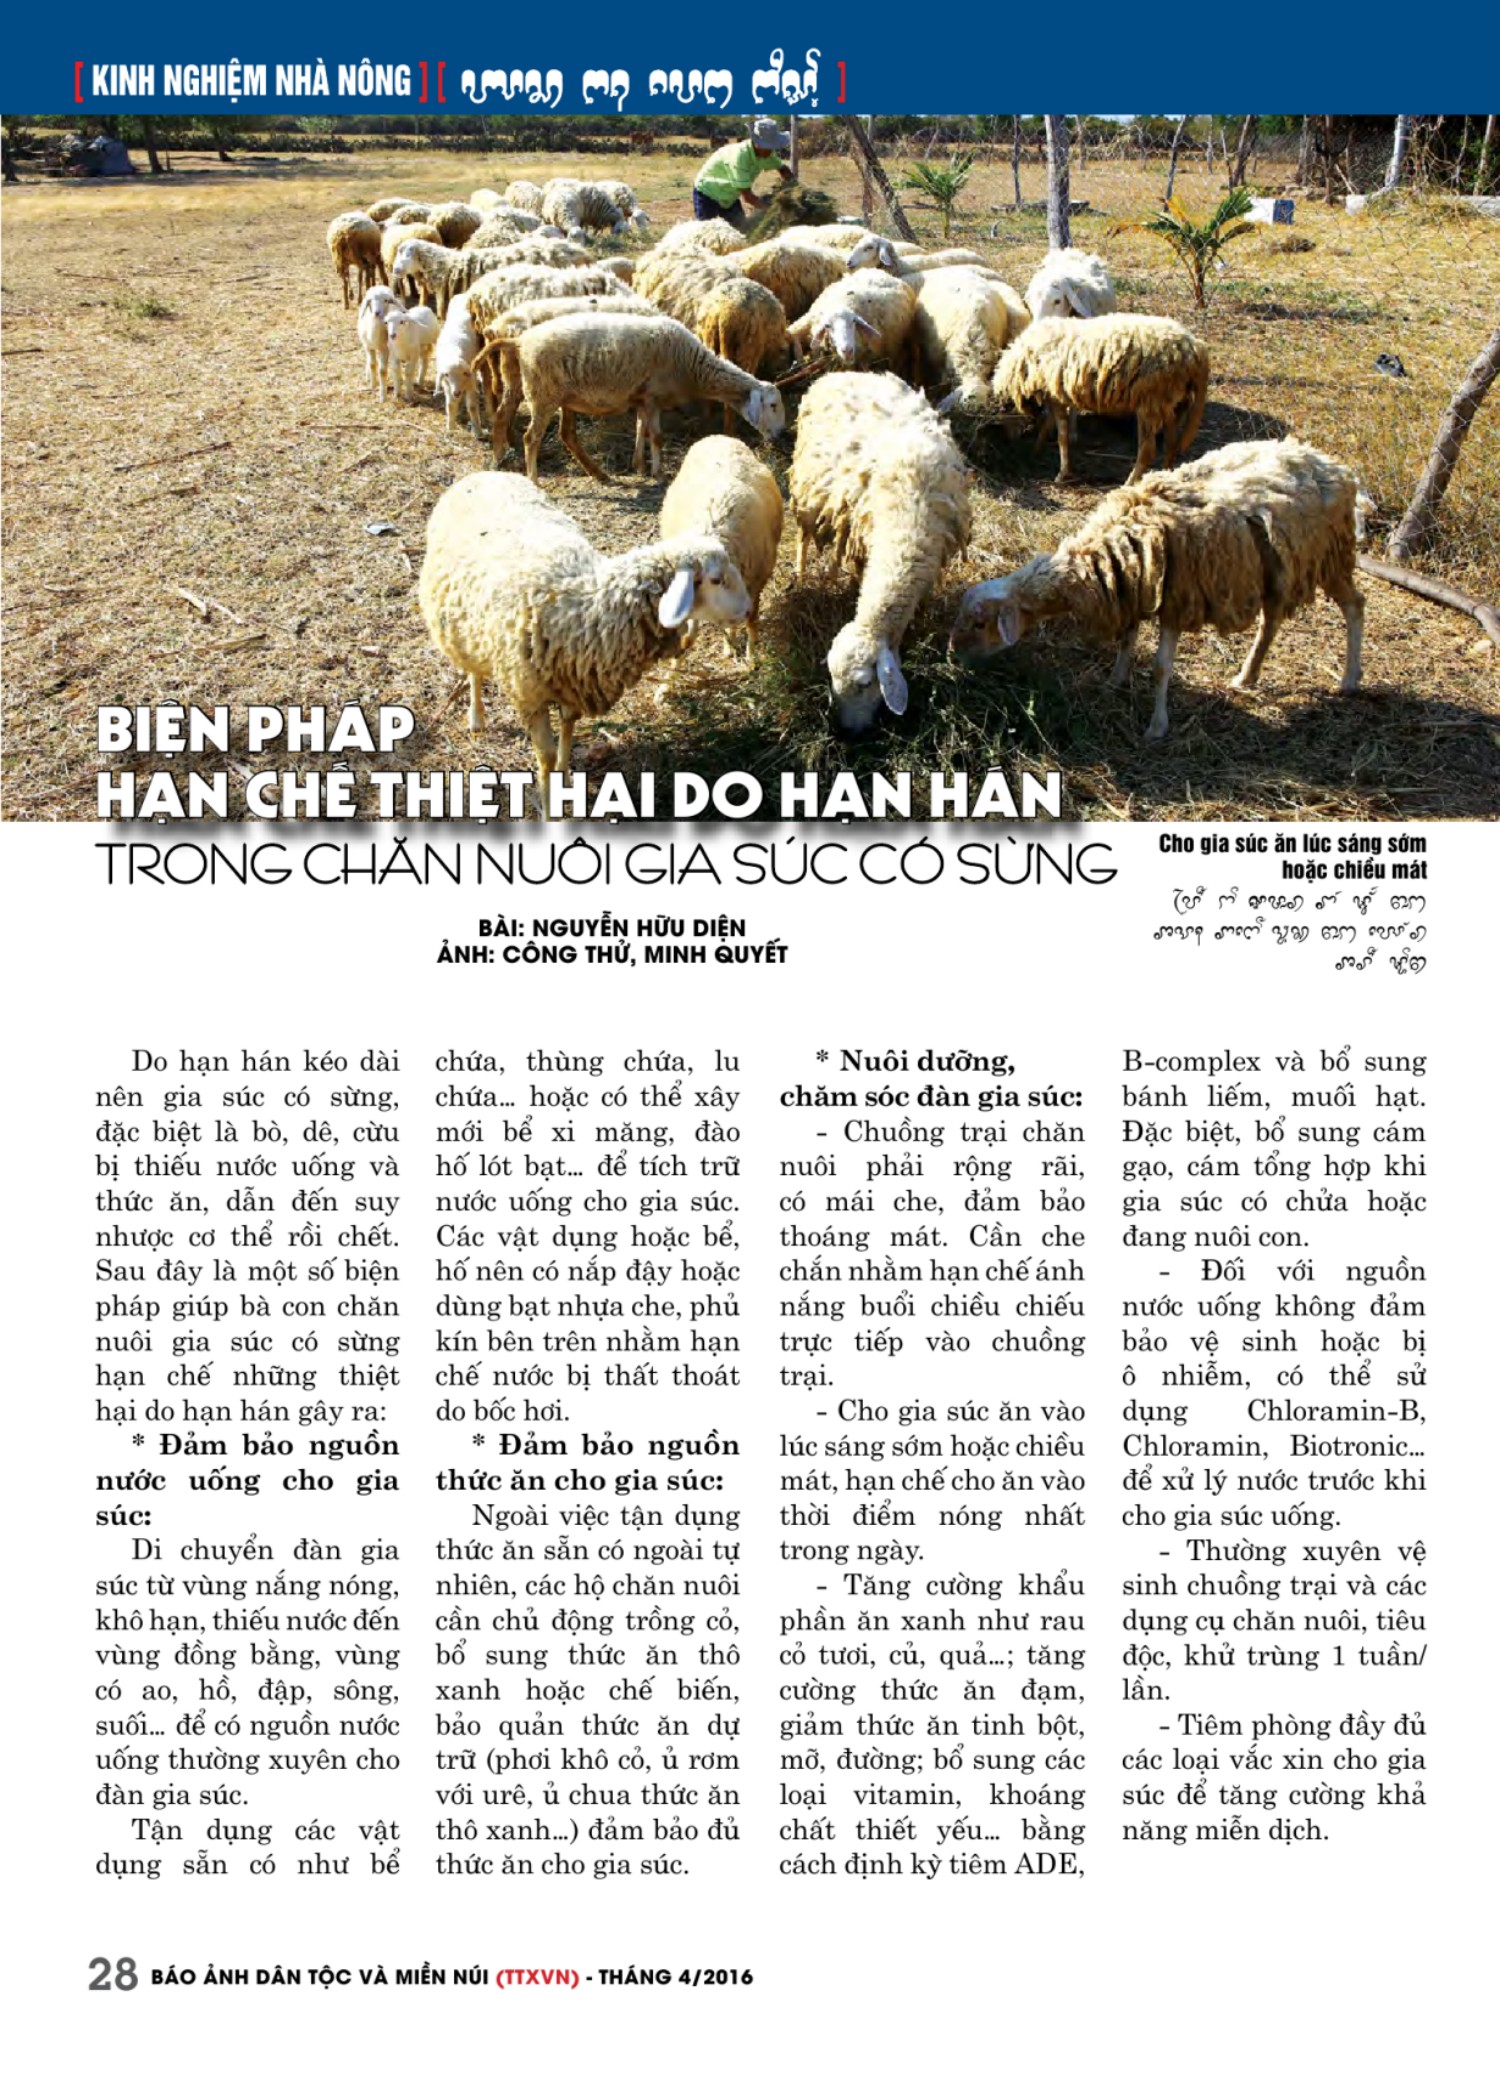 [ KINH NGHIỆM NHÀ NÔNG ] [ ]
BIỆN PHÁP
HẠN CHẾ THIỆT HẠI DO HẠN HÁN
TRONG CHĂN NUÔI GIA SÚC CÓ SỪNG
Cho gia súc ăn lúc sáng sớm
hoặc chiều mát
BÀI: NGUYỄN HỮU DIỆN
ẢNH: CÔNG THỬ, MINH QUYẾT
Do hạn hán kéo dài
nên gia súc có sừng,
đặc biệt là bò, dê, cừu
bị thiếu nước uống và
thức ăn, dẫn đến suy
nhược cơ thể rồi chết.
Sau đây là một số biện
pháp giúp bà con chăn
nuôi gia súc có sừng
hạn chế những thiệt
hại do hạn hán gây ra:
* Đảm bảo nguồn
nước uống cho gia
súc:
Di chuyển đàn gia
súc từ vùng nắng nóng,
khô hạn, thiếu nước đến
vùng đồng bằng, vùng
có ao, hồ, đập, sông,
suối... để có nguồn nước
uống thường xuyên cho
đàn gia súc.
Tận dụng các vật
dụng sẵn có như bể
chứa, thùng chứa, lu
chứa... hoặc có thể xây
mới bể xi măng, đào
hố lót bạt... để tích trữ
nước uống cho gia súc.
Các vật dụng hoặc bể,
hố nên có nắp đậy hoặc
dùng bạt nhựa che, phủ
kín bên trên nhằm hạn
chế nước bị thất thoát
do bốc hơi.
* Đảm bảo nguồn
thức ăn cho gia súc:
Ngoài việc tận dụng
thức ăn sẵn có ngoài tự
nhiên, các hộ chăn nuôi
cần chủ động trồng cỏ,
bổ sung thức ăn thô
xanh hoặc chế biến,
bảo quản thức ăn dự
trữ (phơi khô cỏ, ủ rơm
với urê, ủ chua thức ăn
thô xanh...) đảm bảo đủ
thức ăn cho gia súc.
* Nuôi dưỡng,
chăm sóc đàn gia súc:
- Chuồng trại chăn
nuôi phải rộng rãi,
có mái che, đảm bảo
thoáng mát. Cần che
chắn nhằm hạn chế ánh
nắng buổi chiều chiếu
trực tiếp vào chuồng
trại.
- Cho gia súc ăn vào
lúc sáng sớm hoặc chiều
mát, hạn chế cho ăn vào
thời điểm nóng nhất
trong ngày.
- Tăng cường khẩu
phần ăn xanh như rau
cỏ tươi, củ, quả...; tăng
cường thức ăn đạm,
giảm thức ăn tinh bột,
mỡ, đường; bổ sung các
loại vitamin, khoáng
chất thiết yếu... bằng
cách định kỳ tiêm ADE,
B-complex và bổ sung
bánh liếm, muối hạt.
Đặc biệt, bổ sung cám
gạo, cám tổng hợp khi
gia súc có chửa hoặc
đang nuôi con.
- Đối với nguồn
nước uống không đảm
bảo vệ sinh hoặc bị
ô nhiễm, có thể sử
dụng Chloramin-B,
Chloramin, Biotronic...
để xử lý nước trước khi
cho gia súc uống.
- Thường xuyên vệ
sinh chuồng trại và các
dụng cụ chăn nuôi, tiêu
độc, khử trùng 1 tuần/
lần.
- Tiêm phòng đầy đủ
các loại vắc xin cho gia
súc để tăng cường khả
năng miễn dịch.
28 BÁO ẢNH DÂN TỘC VÀ MIỀN NÚI (TTXVN) - THÁNG 4/2016